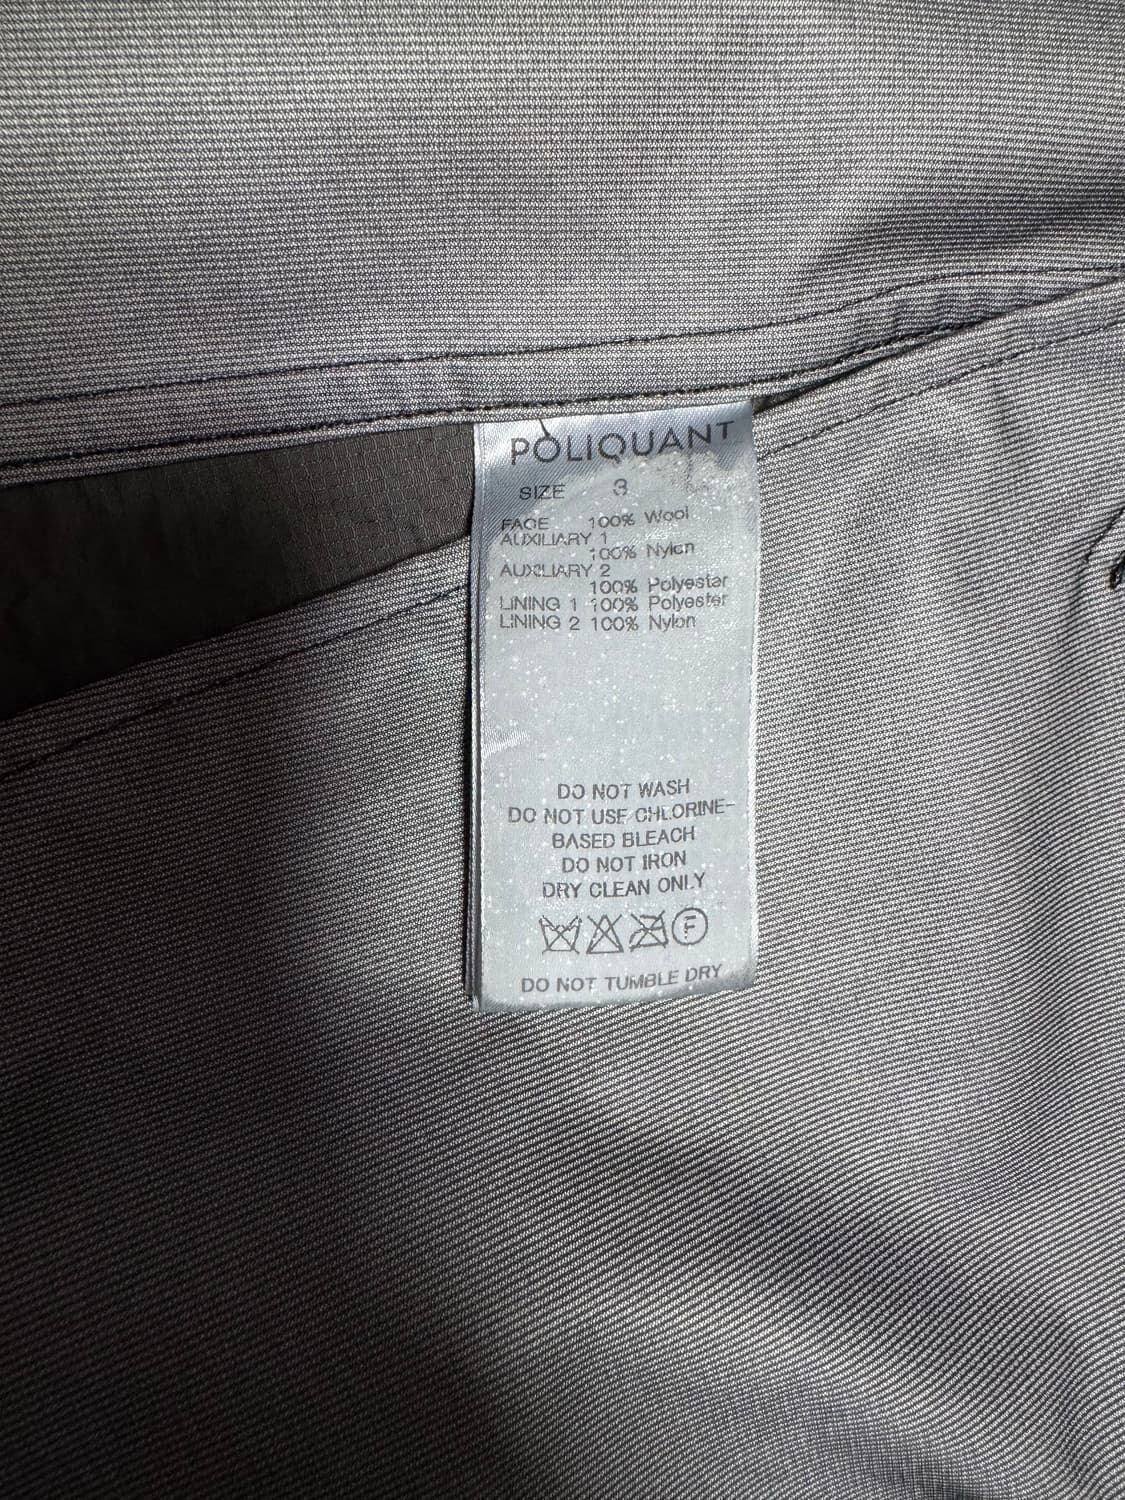 POLIQUANT
SIZE 3
FACE 100% Wool
AUXILIARY 1
100% Nylon
AUXILIARY 2
100% Polyester
LINING 1 100% Polyester
LINING 2 100% Nylon
DO NOT WASH
DO NOT USE CHLORINE-
BASED BLEACH
DO NOT IRON
DRY CLEAN ONLY
F
DO NOT TUMBLE DRY